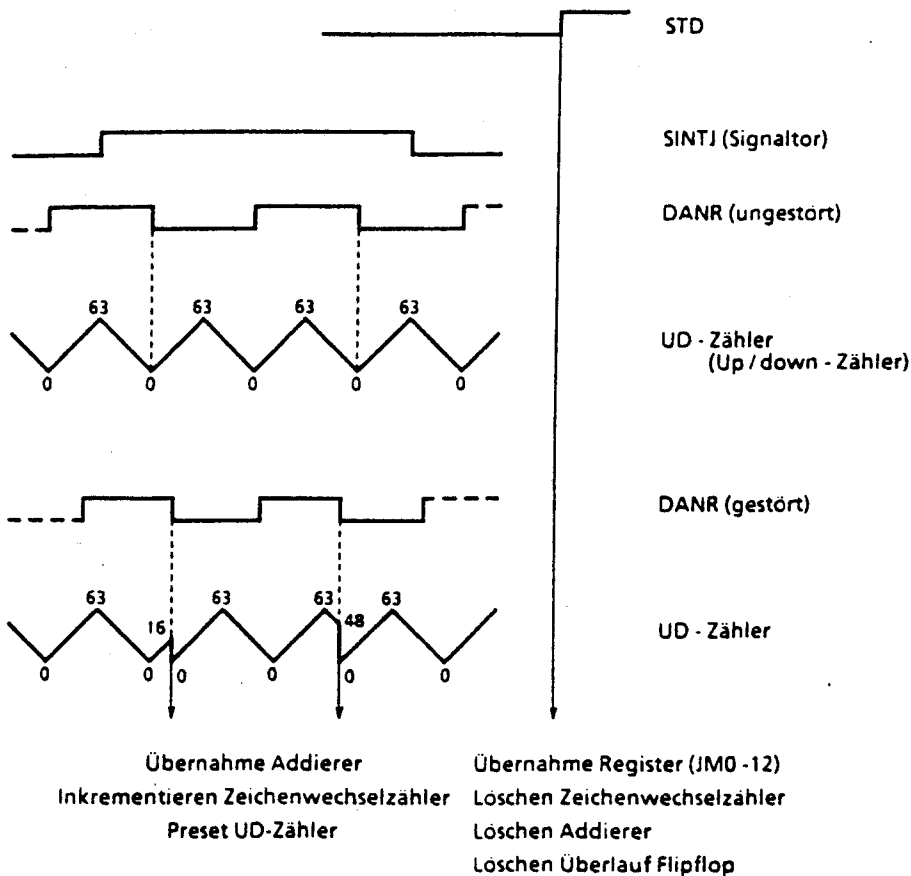 STD
SINTJ (Signaltor)
DANR (ungestört)
63 63 63 63
UD - Zähler
(Up / down - Zähler)
0 0 0 0 0
DANR (gestört)
63 63 63 63
16 48
UD - Zähler
0 0 0 0 0 0
Übernahme Addierer
Inkrementieren Zeichenwechselzähler
Preset UD-Zähler
Übernahme Register (JM0 -12)
Löschen Zeichenwechselzähler
Löschen Addierer
Löschen Überlauf Flipflop